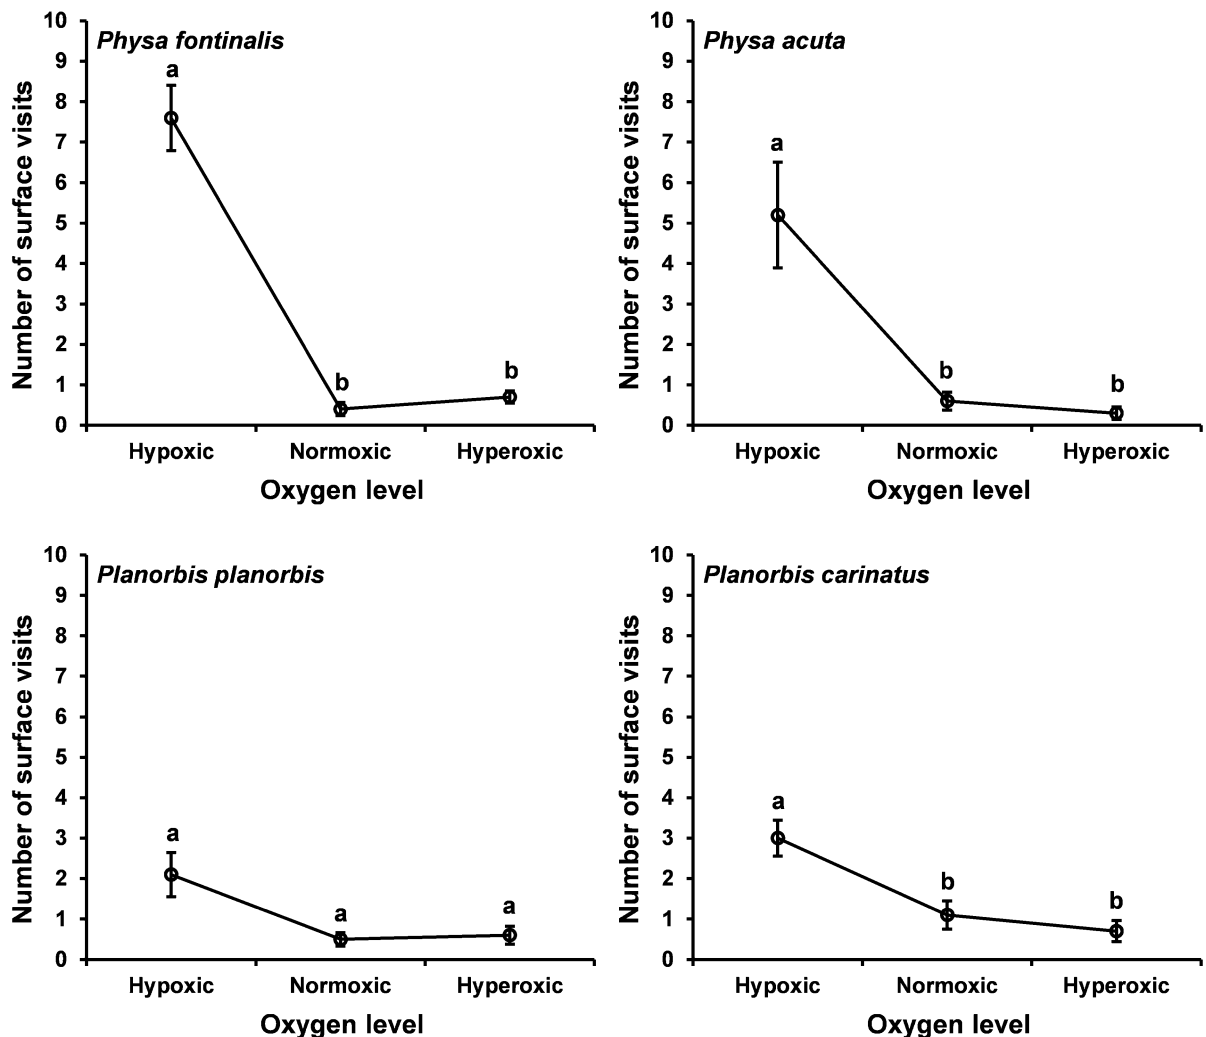 Physa fontinalis
Number of surface visits
10
9
8
7
6
5
4
3
2
1
0
a
b
b
Hypoxic Normoxic Hyperoxic
Oxygen level
Physa acuta
Number of surface visits
10
9
8
7
6
5
4
3
2
1
0
a
b
b
Hypoxic Normoxic Hyperoxic
Oxygen level
Planorbis planorbis
Number of surface visits
10
9
8
7
6
5
4
3
2
1
0
a
a
a
Hypoxic Normoxic Hyperoxic
Oxygen level
Planorbis carinatus
Number of surface visits
10
9
8
7
6
5
4
3
2
1
0
a
b
b
Hypoxic Normoxic Hyperoxic
Oxygen level